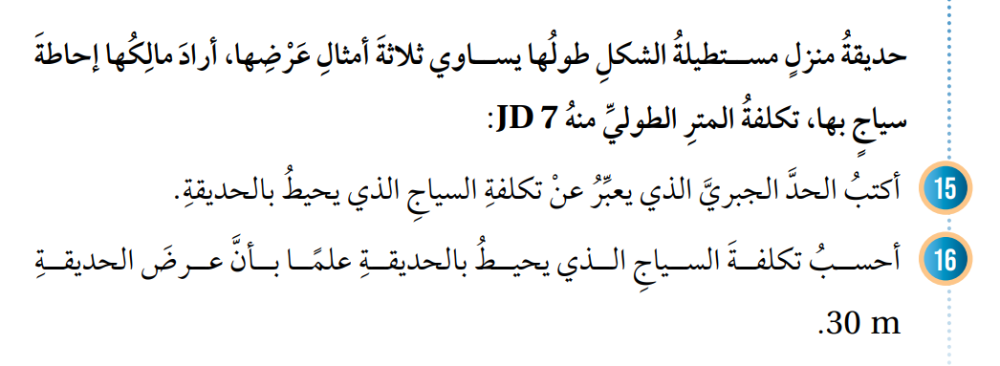 حديقةُ منزلٍ مستطيلةُ الشكلِ طولُها يساوي ثلاثةَ أمثالِ عَرْضِها، أرادَ مالِكُها إحاطةَ
سياجٍ بها، تكلفةُ المترِ الطوليِّ منهُ JD 7:
15 أكتبُ الحدَّ الجبريَّ الذي يعبِّرُ عنْ تكلفةِ السياجِ الذي يحيطُ بالحديقةِ.
16 أحسبُ تكلفةَ السياجِ الذي يحيطُ بالحديقةِ علمًا بأنَّ عرضَ الحديقةِ
30 m.